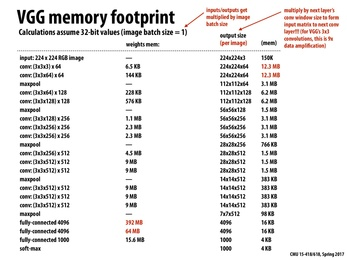 VGG memory footprint
Calculations assume 32-bit values (image batch size = 1)
inputs/outputs get
multiplied by image
batch size
multiply by next layer's
conv window size to form
input matrix to next conv
layer!!! (for VGG's 3x3
convolutions, this is 9x
data amplification)
weights mem: output size (per image) (mem)
input: 224 x 224 RGB image — 224x224x3 150K
conv: (3x3x3) x 64 6.5 KB 224x224x64 12.3 MB
conv: (3x3x64) x 64 144 KB 224x224x64 12.3 MB
maxpool — 112x112x64 3.1 MB
conv: (3x3x64) x 128 228 KB 112x112x128 6.2 MB
conv: (3x3x128) x 128 576 KB 112x112x128 6.2 MB
maxpool — 56x56x128 1.5 MB
conv: (3x3x128) x 256 1.1 MB 56x56x256 3.1 MB
conv: (3x3x256) x 256 2.3 MB 56x56x256 3.1 MB
conv: (3x3x256) x 256 2.3 MB 56x56x256 3.1 MB
maxpool — 28x28x256 766 KB
conv: (3x3x256) x 512 4.5 MB 28x28x512 1.5 MB
conv: (3x3x512) x 512 9 MB 28x28x512 1.5 MB
conv: (3x3x512) x 512 9 MB 28x28x512 1.5 MB
maxpool — 14x14x512 383 KB
conv: (3x3x512) x 512 9 MB 14x14x512 383 KB
conv: (3x3x512) x 512 9 MB 14x14x512 383 KB
conv: (3x3x512) x 512 9 MB 14x14x512 383 KB
maxpool — 7x7x512 98 KB
fully-connected 4096 392 MB 4096 16 KB
fully-connected 4096 64 MB 4096 16 KB
fully-connected 1000 15.6 MB 1000 4 KB
soft-max — 1000 4 KB
CMU 15-418/618, Spring 2017